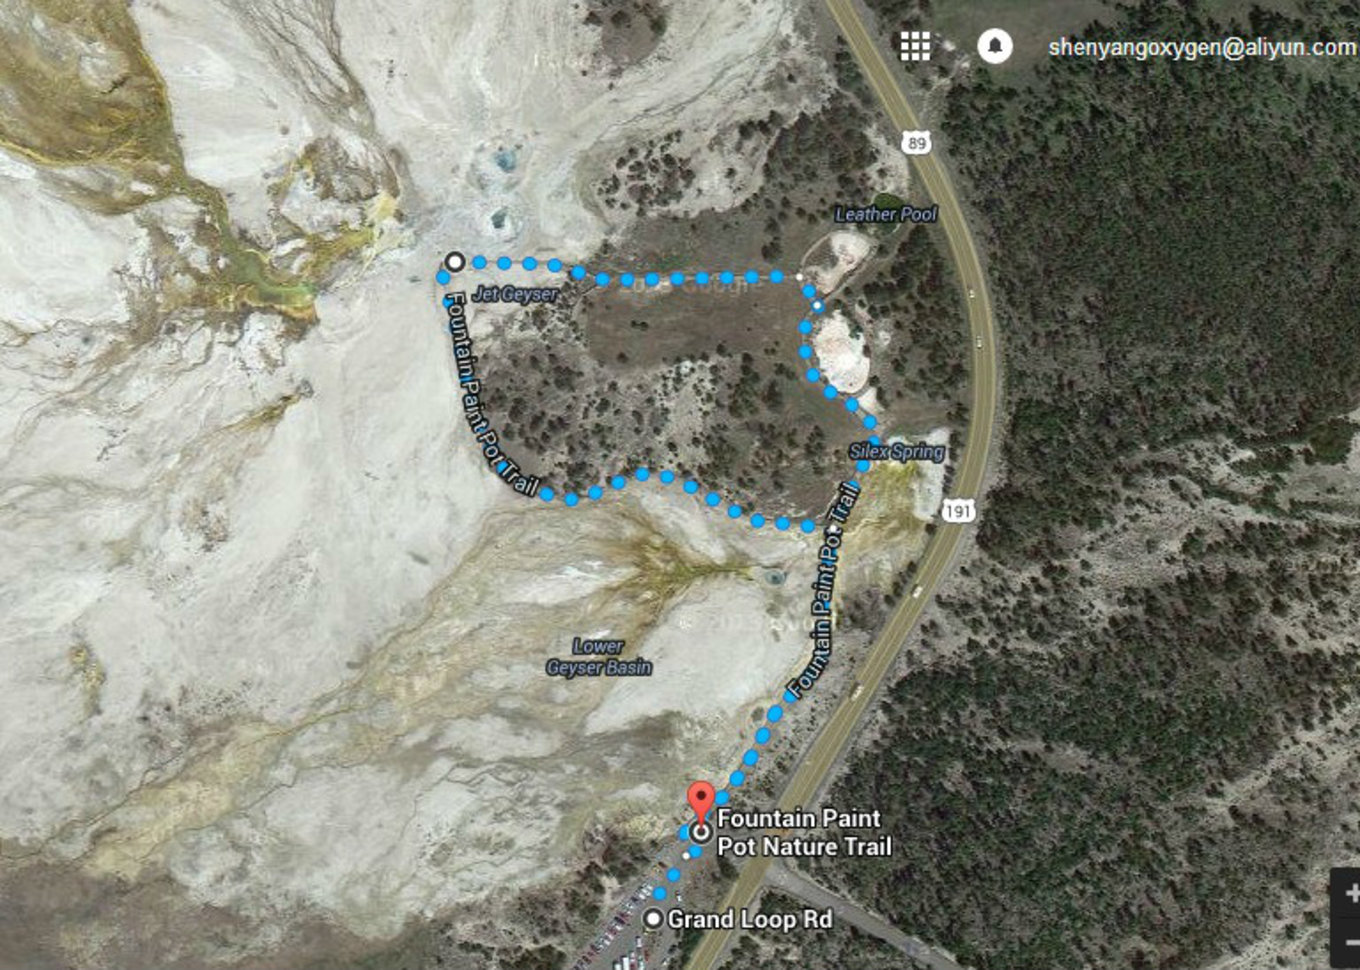 shenyangoxygen@aliyun.com
89
Leather Pool
Jet Geyser
Fountain Paint Pot Trail
Silex Spring
191
Fountain Paint Pot Trail
Lower
Geyser Basin
Fountain Paint
Pot Nature Trail
Grand Loop Rd